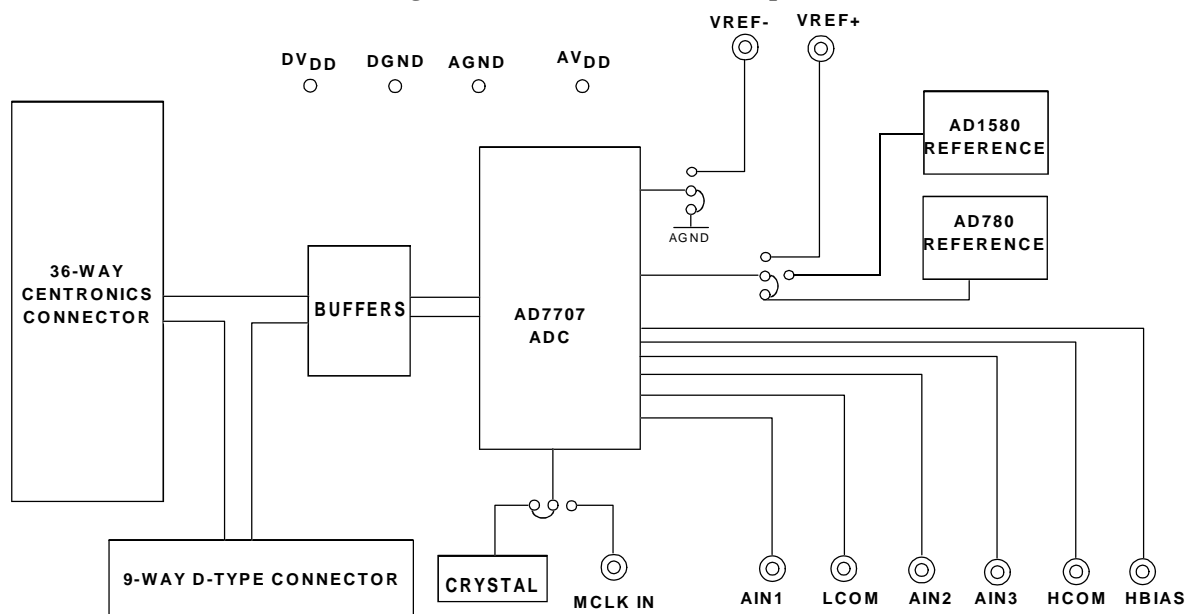 VREF-
VREF+
DVDD
DGND
AGND
AVDD
AD1580
REFERENCE
AD780
REFERENCE
AGND
36-WAY
CENTRONICS
CONNECTOR
BUFFERS
AD7707
ADC
9-WAY D-TYPE CONNECTOR
CRYSTAL
MCLK IN
AIN1
LCOM
AIN2
AIN3
HCOM
HBIAS